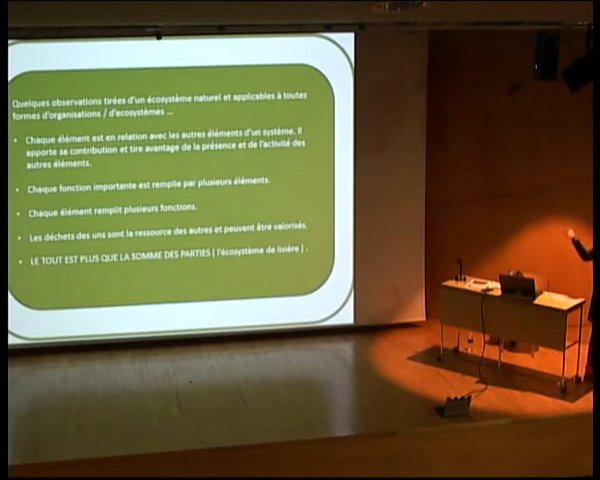 Quelques observations tirées d'un écosystème naturel et applicables à toutes
formes d'organisations / d'ecosystèmes ...
• Chaque élément est en relation avec les autres éléments d'un système. Il
apporte sa contribution et tire avantage de la présence et de l'activité des
autres éléments.
• Chaque fonction importante est remplie par plusieurs éléments.
• Chaque élément remplit plusieurs fonctions.
• Les déchets des uns sont la ressource des autres et peuvent être valorisés.
• LE TOUT EST PLUS QUE LA SOMME DES PARTIES ( l'écosystème de lisière ) .